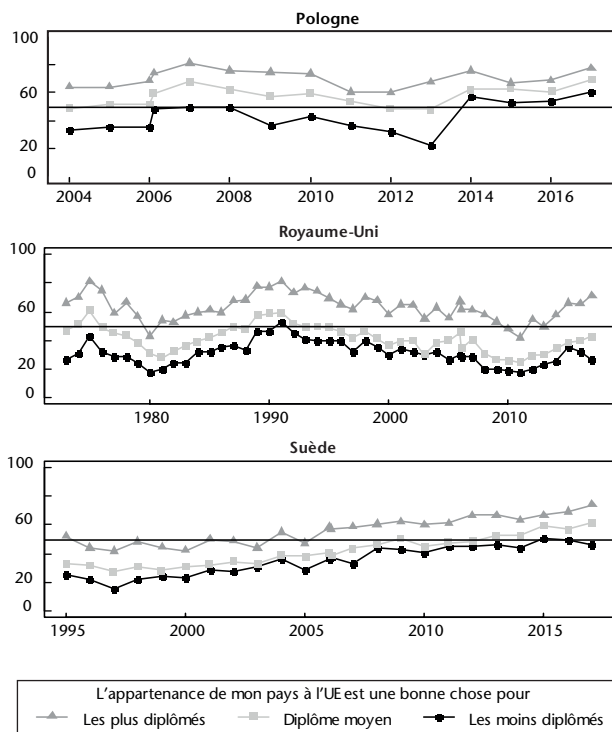 Pologne
100
60
20
0
2004 2006 2008 2010 2012 2014 2016
Royaume-Uni
100
60
20
0
1980 1990 2000 2010
Suède
100
60
20
0
1995 2000 2005 2010 2015
L'appartenance de mon pays à l'UE est une bonne chose pour
Les plus diplômés Diplôme moyen Les moins diplômés